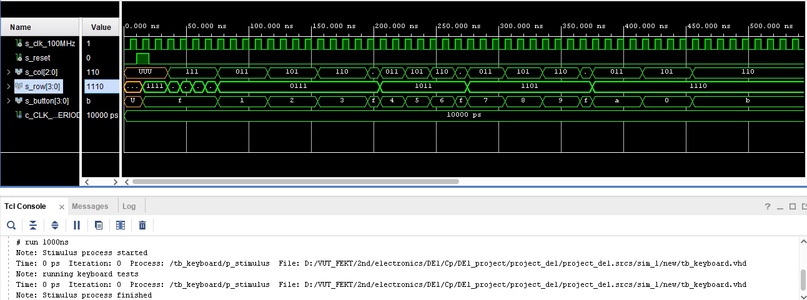 Name Value 0.000 ns 50.000 ns 100.000 ns 150.000 ns 200.000 ns 250.000 ns 300.000 ns 350.000 ns 400.000 ns 450.000 ns 500.000 ns
s_clk_100MHz 1
s_reset 0
s_col[2:0] 110 UUU 111 011 101 110 . 011 101 110 . 011 101 110 . 011 101 110
s_row[3:0] 1110 ... 1111 . . . . 0111 1011 1101 1110
s_button[3:0] b U f 1 2 3 f 4 5 6 f 7 8 9 f a 0 b
c_CLK_...ERIOD 10000 ps 10000 ps
Tcl Console × Messages Log
# run 1000ns
Note: Stimulus process started
Time: 0 ps Iteration: 0 Process: /tb_keyboard/p_stimulus File: D:/VUT_FEKT/2nd/electronics/DE1/Cp/DE1_project/project_del/project_del.srcs/sim_1/new/tb_keyboard.vhd
Note: running keyboard tests
Time: 0 ps Iteration: 0 Process: /tb_keyboard/p_stimulus File: D:/VUT_FEKT/2nd/electronics/DE1/Cp/DE1_project/project_del/project_del.srcs/sim_1/new/tb_keyboard.vhd
Note: Stimulus process finished